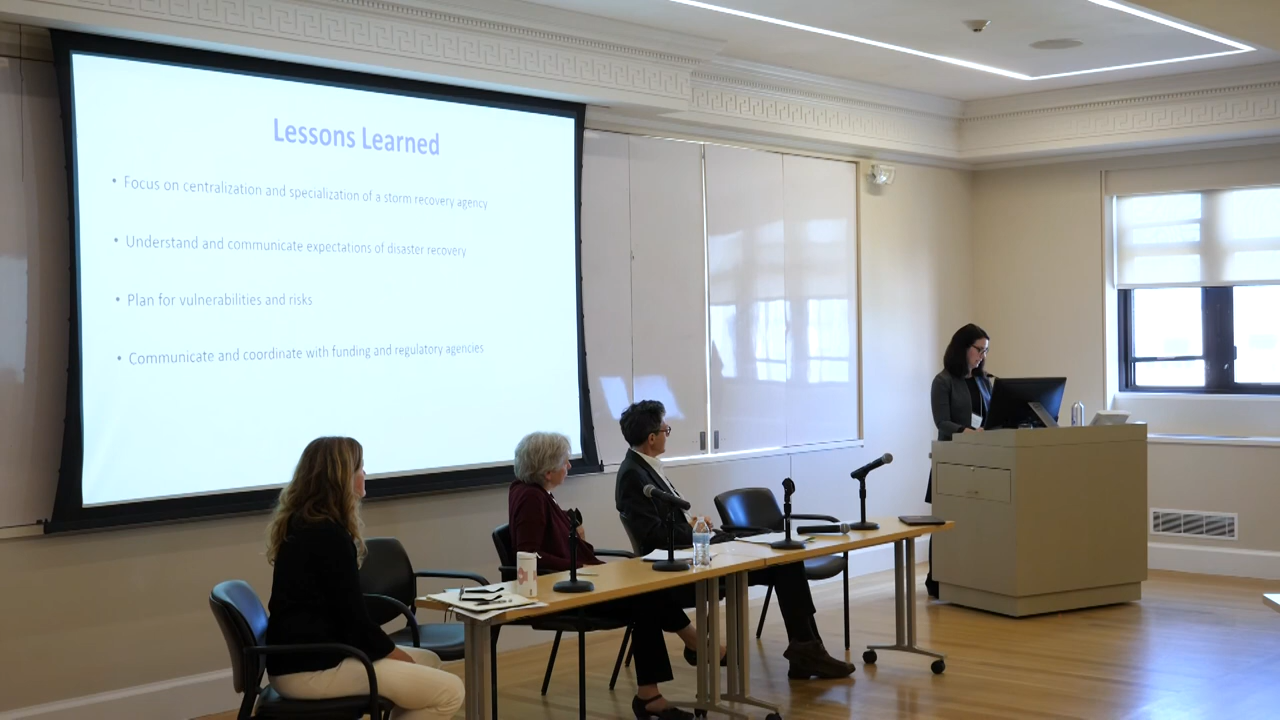 Lessons Learned
• Focus on centralization and specialization of a storm recovery agency
• Understand and communicate expectations of disaster recovery
• Plan for vulnerabilities and risks
• Communicate and coordinate with funding and regulatory agencies